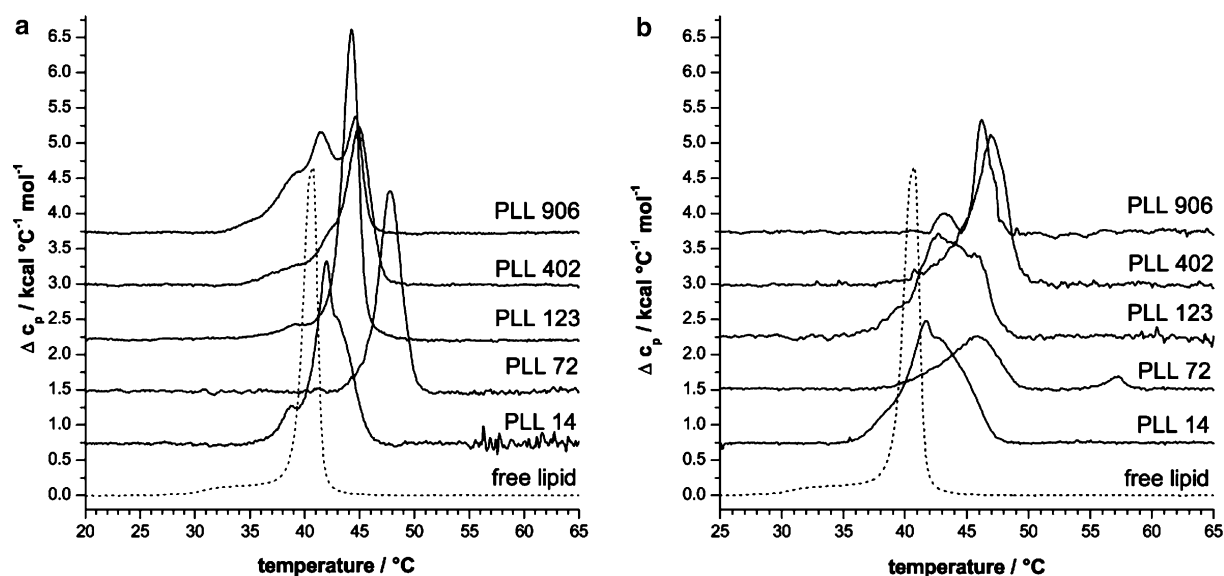 a
6.5
6.0
5.5
5.0
4.5
4.0
3.5
3.0
2.5
2.0
1.5
1.0
0.5
0.0
Δ cp / kcal °C⁻¹ mol⁻¹
PLL 906
PLL 402
PLL 123
PLL 72
PLL 14
free lipid
20 25 30 35 40 45 50 55 60 65
temperature / °C
b
6.5
6.0
5.5
5.0
4.5
4.0
3.5
3.0
2.5
2.0
1.5
1.0
0.5
0.0
Δ cp / kcal °C⁻¹ mol⁻¹
PLL 906
PLL 402
PLL 123
PLL 72
PLL 14
free lipid
25 30 35 40 45 50 55 60 65
temperature / °C